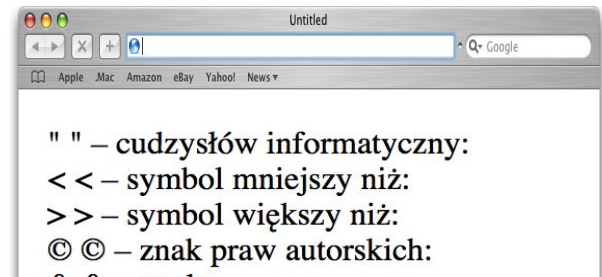 Untitled
Google
Apple .Mac Amazon eBay Yahoo! News
" " – cudzysłów informatyczny:
< < – symbol mniejszy niż:
> > – symbol większy niż:
© © – znak praw autorskich: